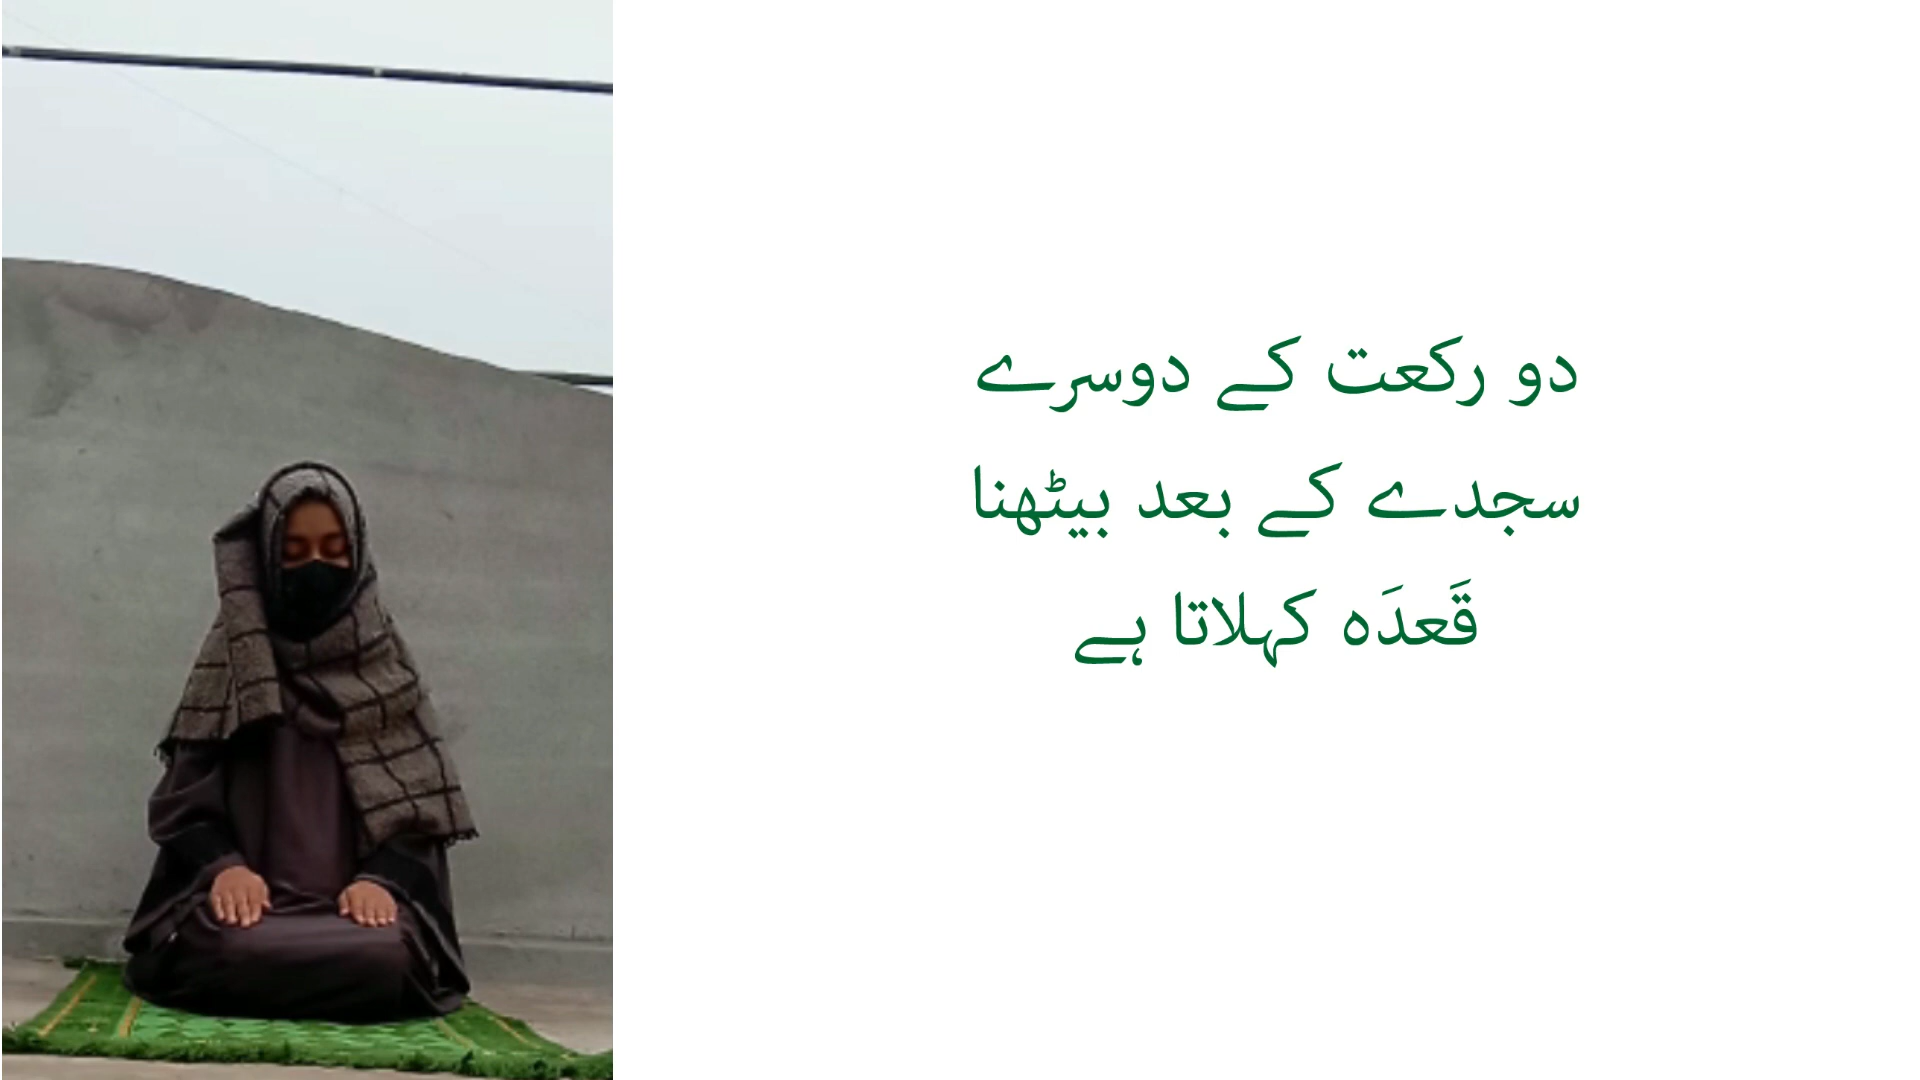 دو رکعت کے دوسرے
سجدے کے بعد بیٹھنا
قَعدَہ کہلاتا ہے